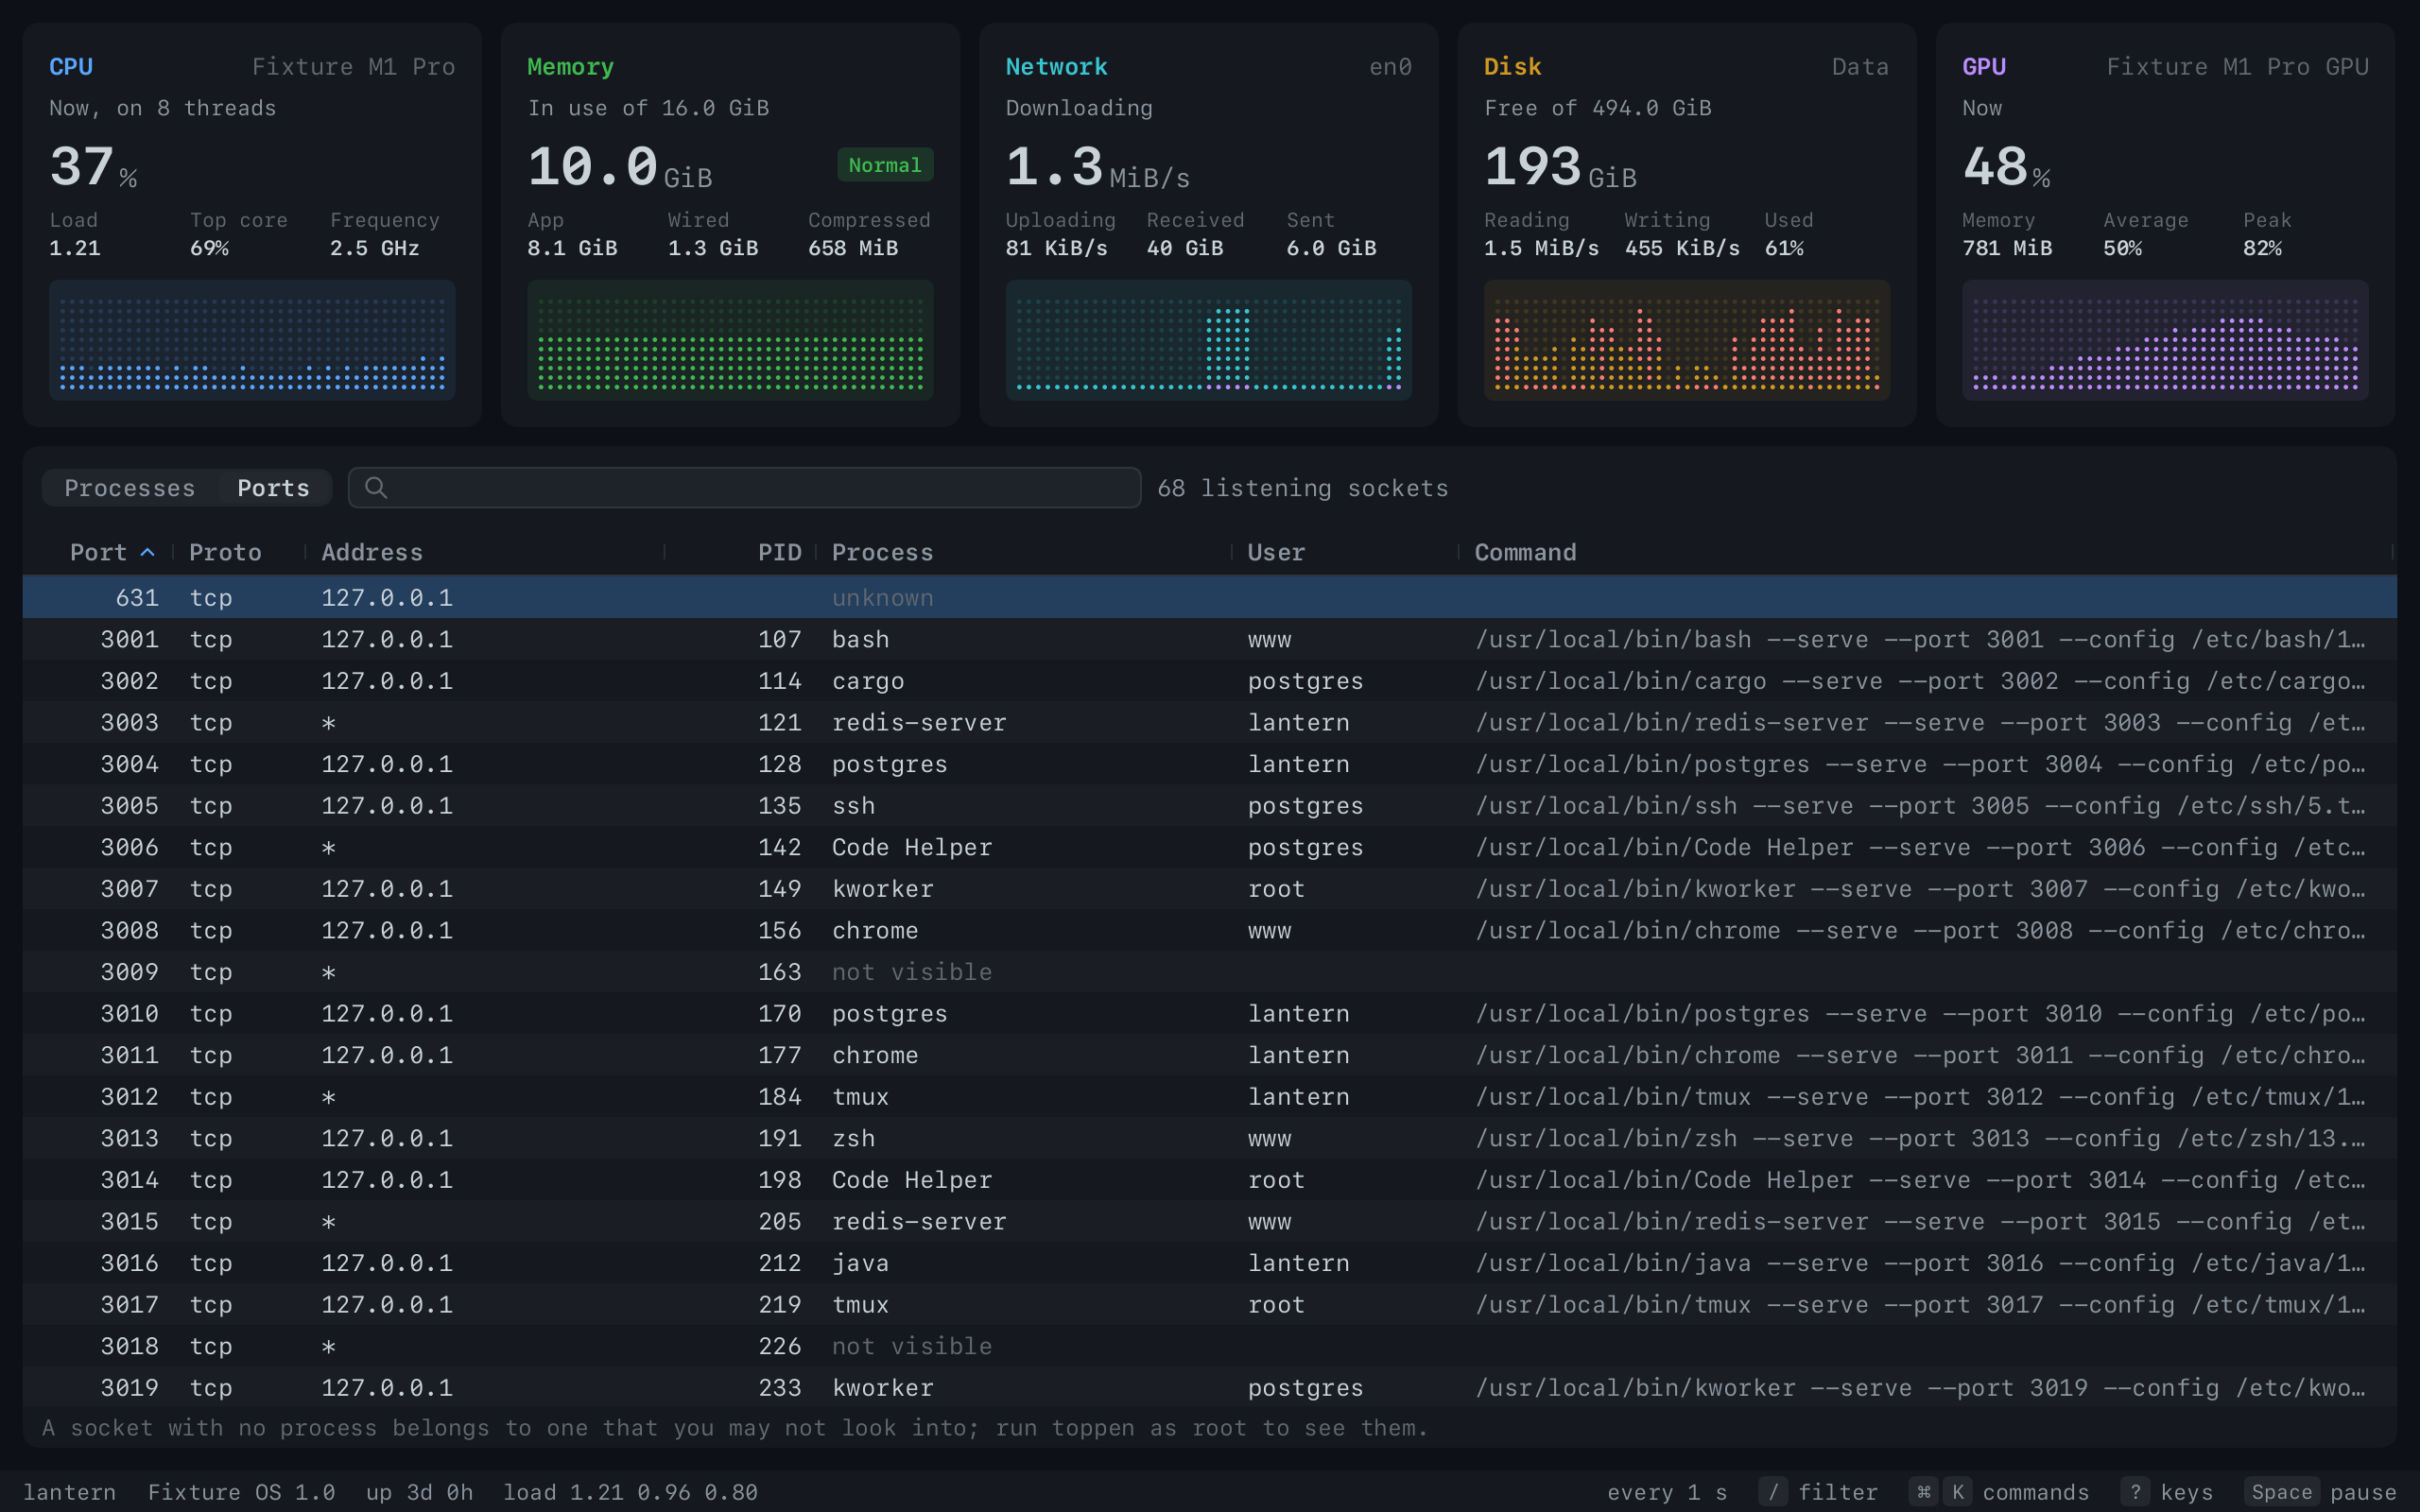 CPU Fixture M1 Pro
Now, on 8 threads
37%
Load Top core Frequency
1.21 69% 2.5 GHz
Memory
In use of 16.0 GiB
10.0 GiB Normal
App Wired Compressed
8.1 GiB 1.3 GiB 658 MiB
Network en0
Downloading
1.3 MiB/s
Uploading Received Sent
81 KiB/s 40 GiB 6.0 GiB
Disk Data
Free of 494.0 GiB
193 GiB
Reading Writing Used
1.5 MiB/s 455 KiB/s 61%
GPU Fixture M1 Pro GPU
Now
48%
Memory Average Peak
781 MiB 50% 82%
Processes Ports 68 listening sockets
Port Proto Address PID Process User Command
631 tcp 127.0.0.1 unknown
3001 tcp 127.0.0.1 107 bash www /usr/local/bin/bash --serve --port 3001 --config /etc/bash/1…
3002 tcp 127.0.0.1 114 cargo postgres /usr/local/bin/cargo --serve --port 3002 --config /etc/cargo…
3003 tcp * 121 redis-server lantern /usr/local/bin/redis-server --serve --port 3003 --config /et…
3004 tcp 127.0.0.1 128 postgres lantern /usr/local/bin/postgres --serve --port 3004 --config /etc/po…
3005 tcp 127.0.0.1 135 ssh postgres /usr/local/bin/ssh --serve --port 3005 --config /etc/ssh/5.t…
3006 tcp * 142 Code Helper postgres /usr/local/bin/Code Helper --serve --port 3006 --config /etc…
3007 tcp 127.0.0.1 149 kworker root /usr/local/bin/kworker --serve --port 3007 --config /etc/kwo…
3008 tcp 127.0.0.1 156 chrome www /usr/local/bin/chrome --serve --port 3008 --config /etc/chro…
3009 tcp * 163 not visible
3010 tcp 127.0.0.1 170 postgres lantern /usr/local/bin/postgres --serve --port 3010 --config /etc/po…
3011 tcp 127.0.0.1 177 chrome lantern /usr/local/bin/chrome --serve --port 3011 --config /etc/chro…
3012 tcp * 184 tmux lantern /usr/local/bin/tmux --serve --port 3012 --config /etc/tmux/1…
3013 tcp 127.0.0.1 191 zsh www /usr/local/bin/zsh --serve --port 3013 --config /etc/zsh/13.…
3014 tcp 127.0.0.1 198 Code Helper root /usr/local/bin/Code Helper --serve --port 3014 --config /etc…
3015 tcp * 205 redis-server www /usr/local/bin/redis-server --serve --port 3015 --config /et…
3016 tcp 127.0.0.1 212 java lantern /usr/local/bin/java --serve --port 3016 --config /etc/java/1…
3017 tcp 127.0.0.1 219 tmux root /usr/local/bin/tmux --serve --port 3017 --config /etc/tmux/1…
3018 tcp * 226 not visible
3019 tcp 127.0.0.1 233 kworker postgres /usr/local/bin/kworker --serve --port 3019 --config /etc/kwo…
A socket with no process belongs to one that you may not look into; run toppen as root to see them.
lantern Fixture OS 1.0 up 3d 0h load 1.21 0.96 0.80 every 1 s / filter ⌘ K commands ? keys Space pause